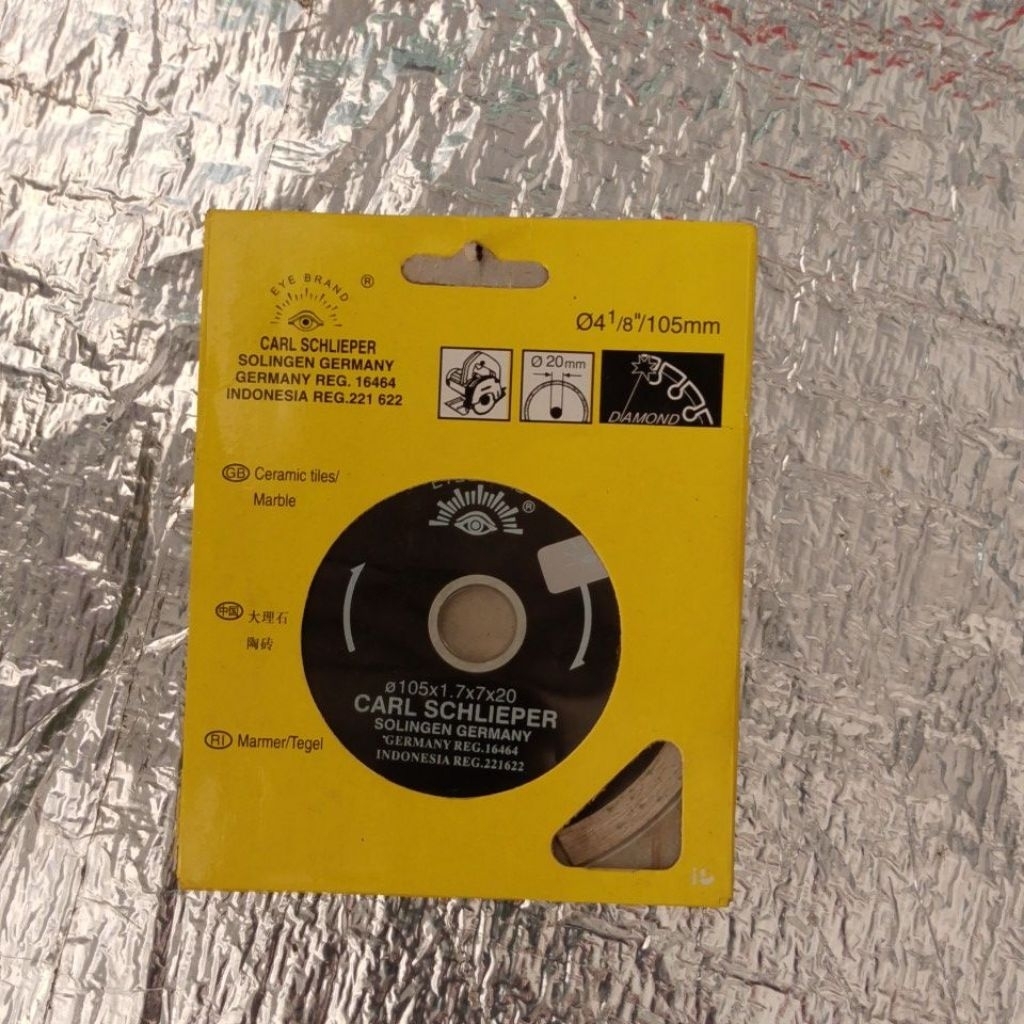 EYE BRAND ®
CARL SCHLIEPER
SOLINGEN GERMANY
GERMANY REG. 16464
INDONESIA REG.221 622
Ø4 1/8"/105mm
Ø 20mm
DIAMOND
GB Ceramic tiles/
Marble
中国 大理石
陶砖
RI Marmer/Tegel
®
ø105x1.7x7x20
CARL SCHLIEPER
SOLINGEN GERMANY
GERMANY REG.16464
INDONESIA REG.221622